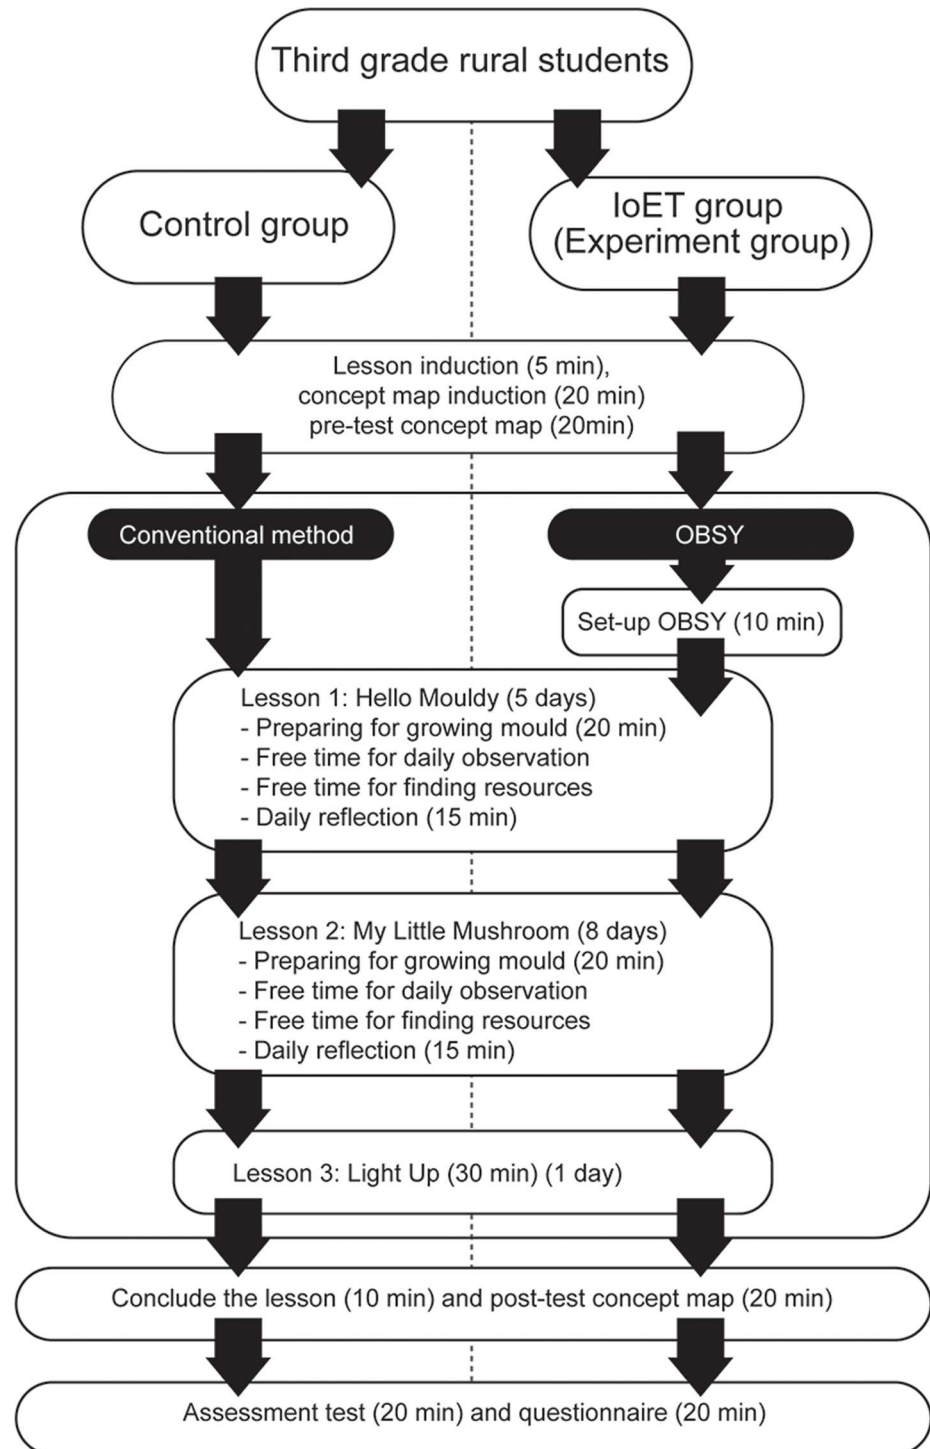 Third grade rural students
Control group
IoET group
(Experiment group)
Lesson induction (5 min),
concept map induction (20 min)
pre-test concept map (20min)
Conventional method
OBSY
Set-up OBSY (10 min)
Lesson 1: Hello Mouldy (5 days)
- Preparing for growing mould (20 min)
- Free time for daily observation
- Free time for finding resources
- Daily reflection (15 min)
Lesson 2: My Little Mushroom (8 days)
- Preparing for growing mould (20 min)
- Free time for daily observation
- Free time for finding resources
- Daily reflection (15 min)
Lesson 3: Light Up (30 min) (1 day)
Conclude the lesson (10 min) and post-test concept map (20 min)
Assessment test (20 min) and questionnaire (20 min)